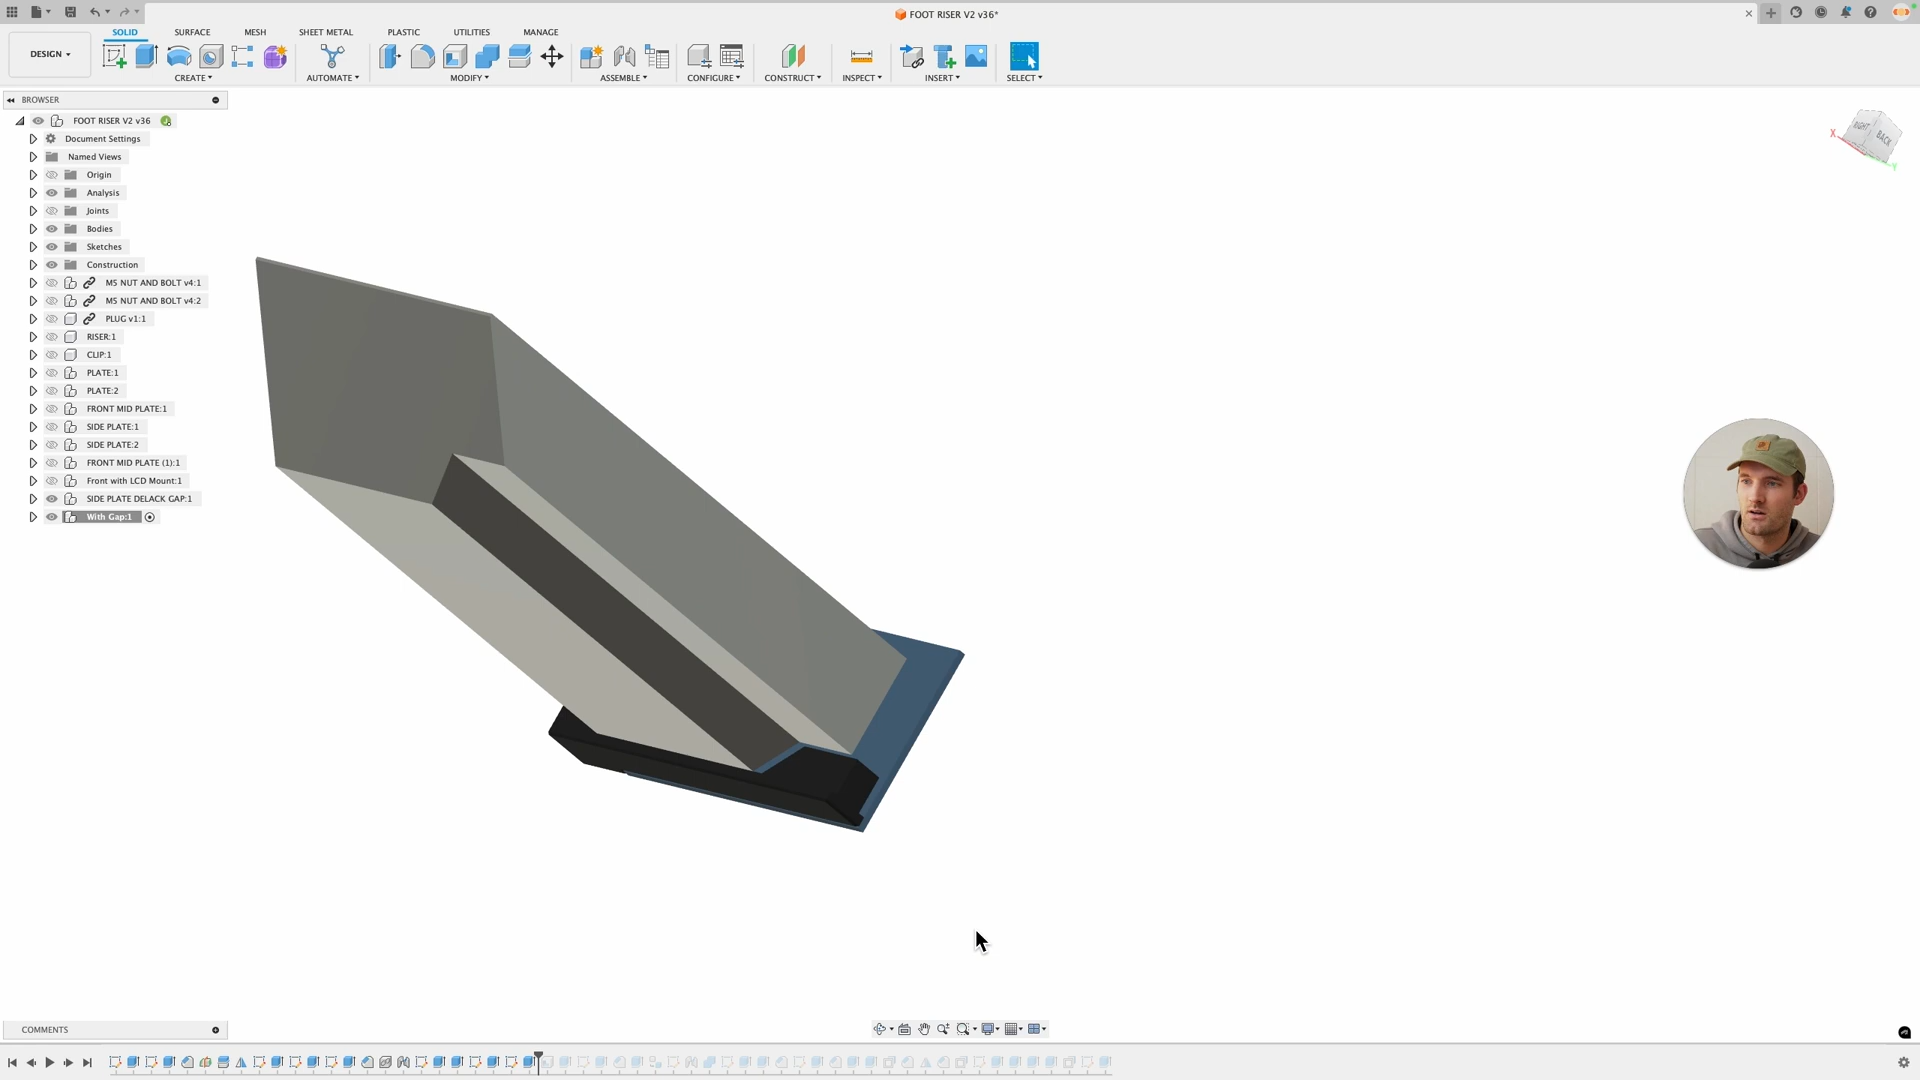 FOOT RISER V2 v36*
DESIGN
SOLID SURFACE MESH SHEET METAL PLASTIC UTILITIES MANAGE
CREATE AUTOMATE MODIFY ASSEMBLE CONFIGURE CONSTRUCT INSPECT INSERT SELECT
BROWSER
FOOT RISER V2 v36
Document Settings
Named Views
Origin
Analysis
Joints
Bodies
Sketches
Construction
M5 NUT AND BOLT v4:1
M5 NUT AND BOLT v4:2
PLUG v1:1
RISER:1
CLIP:1
PLATE:1
PLATE:2
FRONT MID PLATE:1
SIDE PLATE:1
SIDE PLATE:2
FRONT MID PLATE (1):1
Front with LCD Mount:1
SIDE PLATE DELACK GAP:1
With Gap:1
X RIGHT BACK
Y
COMMENTS